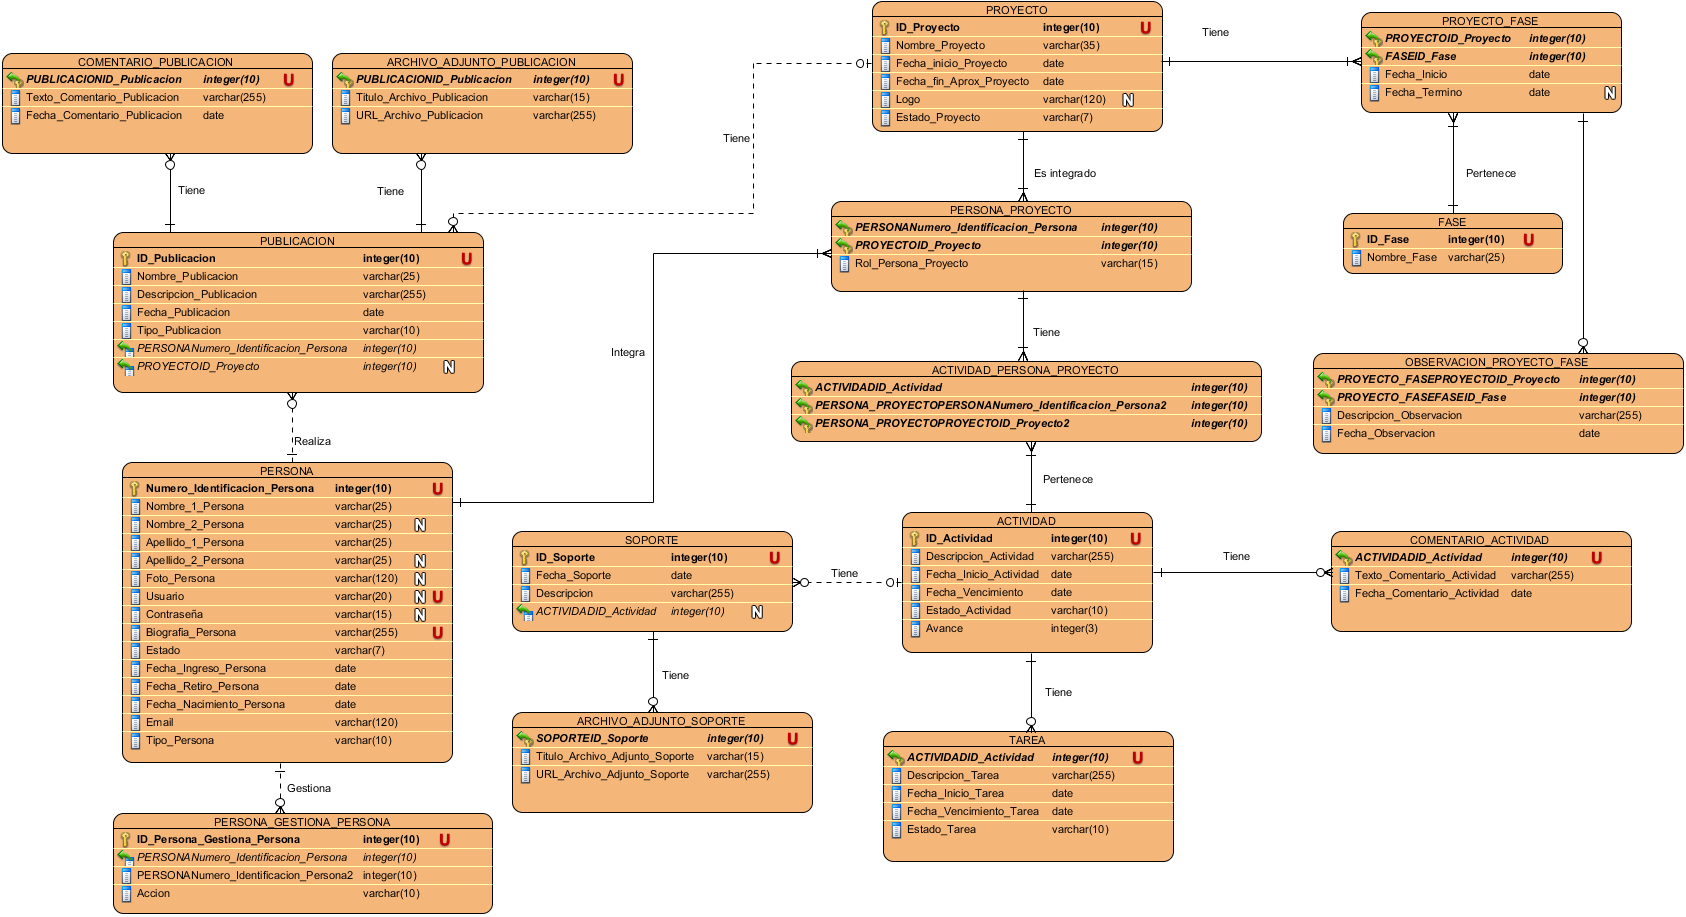 COMENTARIO_PUBLICACION
PUBLICACIONID_Publicacion integer(10) U
Texto_Comentario_Publicacion varchar(255)
Fecha_Comentario_Publicacion date
ARCHIVO_ADJUNTO_PUBLICACION
PUBLICACIONID_Publicacion integer(10) U
Titulo_Archivo_Publicacion varchar(15)
URL_Archivo_Publicacion varchar(255)
PROYECTO
ID_Proyecto integer(10) U
Nombre_Proyecto varchar(35)
Fecha_inicio_Proyecto date
Fecha_fin_Aprox_Proyecto date
Logo varchar(120) N
Estado_Proyecto varchar(7)
Tiene
PROYECTO_FASE
PROYECTOID_Proyecto integer(10)
FASEID_Fase integer(10)
Fecha_Inicio date
Fecha_Termino date N
Tiene
Tiene
Tiene
Es integrado
Pertenece
PUBLICACION
ID_Publicacion integer(10) U
Nombre_Publicacion varchar(25)
Descripcion_Publicacion varchar(255)
Fecha_Publicacion date
Tipo_Publicacion varchar(10)
PERSONANumero_Identificacion_Persona integer(10)
PROYECTOID_Proyecto integer(10) N
PERSONA_PROYECTO
PERSONANumero_Identificacion_Persona integer(10)
PROYECTOID_Proyecto integer(10)
Rol_Persona_Proyecto varchar(15)
FASE
ID_Fase integer(10) U
Nombre_Fase varchar(25)
Integra
Tiene
ACTIVIDAD_PERSONA_PROYECTO
ACTIVIDADID_Actividad integer(10)
PERSONA_PROYECTOPERSONANumero_Identificacion_Persona2 integer(10)
PERSONA_PROYECTOPROYECTOID_Proyecto2 integer(10)
OBSERVACION_PROYECTO_FASE
PROYECTO_FASEPROYECTOID_Proyecto integer(10)
PROYECTO_FASEFASEID_Fase integer(10)
Descripcion_Observacion varchar(255)
Fecha_Observacion date
Realiza
Pertenece
PERSONA
Numero_Identificacion_Persona integer(10) U
Nombre_1_Persona varchar(25)
Nombre_2_Persona varchar(25) N
Apellido_1_Persona varchar(25)
Apellido_2_Persona varchar(25) N
Foto_Persona varchar(120) N
Usuario varchar(20) N U
Contraseña varchar(15) N
Biografia_Persona varchar(255) U
Estado varchar(7)
Fecha_Ingreso_Persona date
Fecha_Retiro_Persona date
Fecha_Nacimiento_Persona date
Email varchar(120)
Tipo_Persona varchar(10)
SOPORTE
ID_Soporte integer(10) U
Fecha_Soporte date
Descripcion varchar(255)
ACTIVIDADID_Actividad integer(10) N
Tiene
ACTIVIDAD
ID_Actividad integer(10) U
Descripcion_Actividad varchar(255)
Fecha_Inicio_Actividad date
Fecha_Vencimiento date
Estado_Actividad varchar(10)
Avance integer(3)
Tiene
COMENTARIO_ACTIVIDAD
ACTIVIDADID_Actividad integer(10) U
Texto_Comentario_Actividad varchar(255)
Fecha_Comentario_Actividad date
Tiene
Tiene
ARCHIVO_ADJUNTO_SOPORTE
SOPORTEID_Soporte integer(10) U
Titulo_Archivo_Adjunto_Soporte varchar(15)
URL_Archivo_Adjunto_Soporte varchar(255)
TAREA
ACTIVIDADID_Actividad integer(10) U
Descripcion_Tarea varchar(255)
Fecha_Inicio_Tarea date
Fecha_Vencimiento_Tarea date
Estado_Tarea varchar(10)
Gestiona
PERSONA_GESTIONA_PERSONA
ID_Persona_Gestiona_Persona integer(10) U
PERSONANumero_Identificacion_Persona integer(10)
PERSONANumero_Identificacion_Persona2 integer(10)
Accion varchar(10)